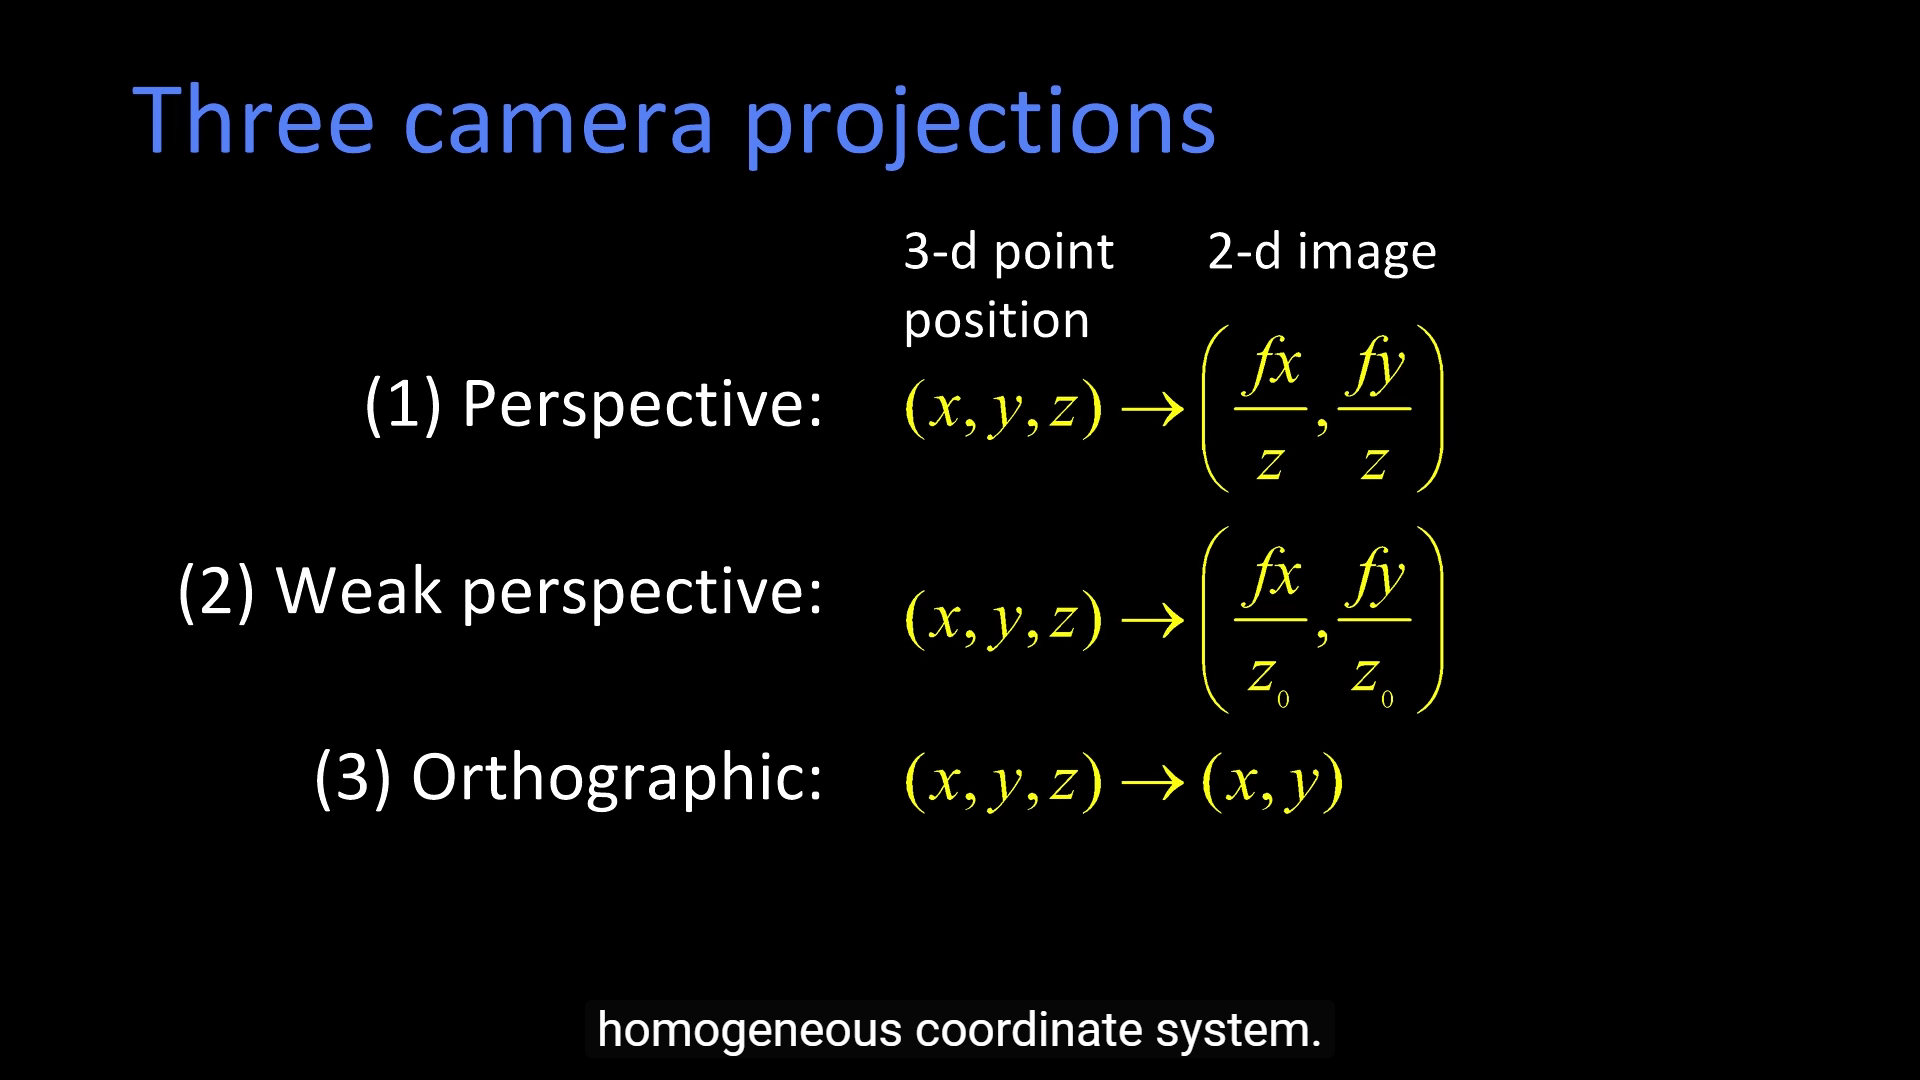 Three camera projections
3-d point 2-d image
position
(1) Perspective: (x, y, z) → (fx/z, fy/z)
(2) Weak perspective: (x, y, z) → (fx/z₀, fy/z₀)
(3) Orthographic: (x, y, z) → (x, y)
homogeneous coordinate system.